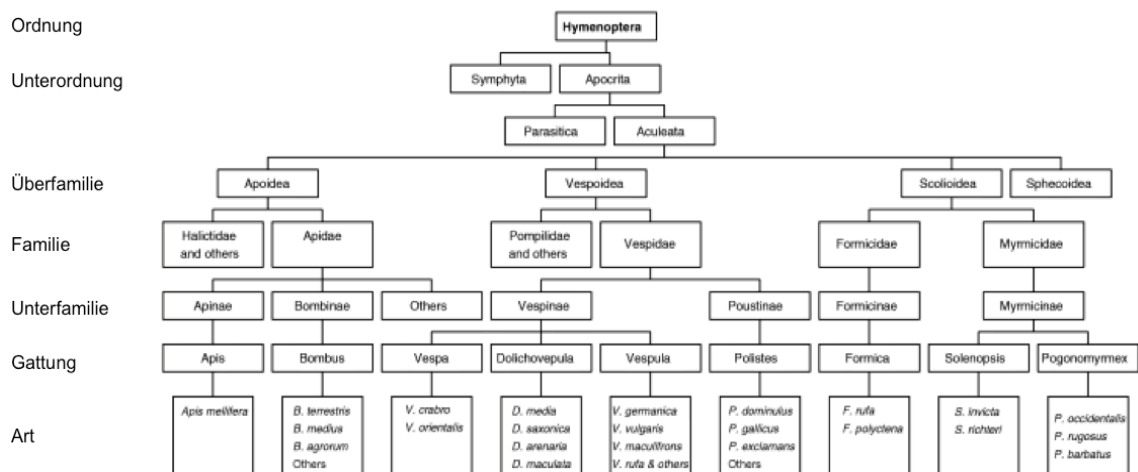 Ordnung
Hymenoptera
Unterordnung
Symphyta
Apocrita
Parasitica
Aculeata
Überfamilie
Apoidea
Vespoidea
Scolioidea
Sphecoidea
Familie
Halictidae
and others
Apidae
Pompilidae
and others
Vespidae
Formicidae
Myrmicidae
Unterfamilie
Apinae
Bombinae
Others
Vespinae
Poustinae
Formicinae
Myrmicinae
Gattung
Apis
Bombus
Vespa
Dolichovepula
Vespula
Polistes
Formica
Solenopsis
Pogonomyrmex
Art
Apis mellifera
B. terrestris
B. medius
B. agrorum
Others
V. crabro
V. orientalis
D. media
D. saxonica
D. arenaria
D. maculata
V. germanica
V. vulgaris
V. maculifrons
V. rufa & others
P. dominulus
P. gallicus
P. exclamans
Others
F. rufa
F. polyctena
S. invicta
S. richteri
P. occidentalis
P. rugosus
P. barbatus